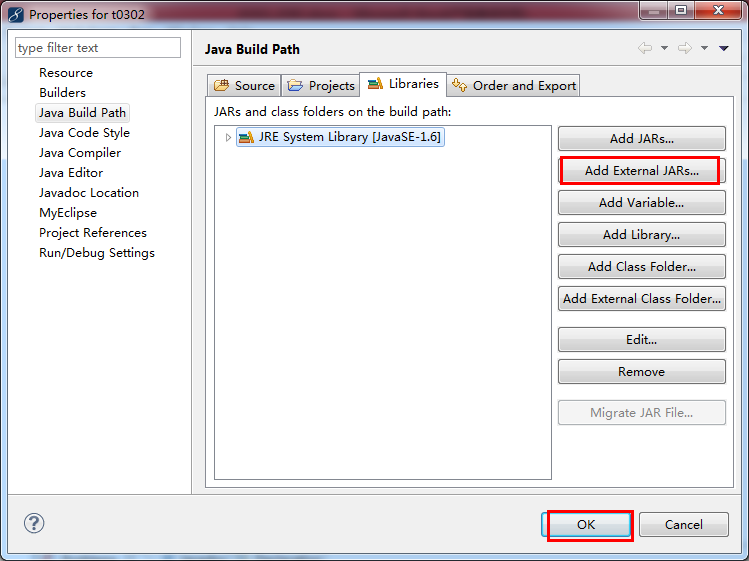 Properties for t0302
type filter text
Resource
Builders
Java Build Path
Java Code Style
Java Compiler
Java Editor
Javadoc Location
MyEclipse
Project References
Run/Debug Settings
Java Build Path
Source Projects Libraries Order and Export
JARs and class folders on the build path:
JRE System Library [JavaSE-1.6]
Add JARs...
Add External JARs...
Add Variable...
Add Library...
Add Class Folder...
Add External Class Folder...
Edit...
Remove
Migrate JAR File...
?
OK Cancel